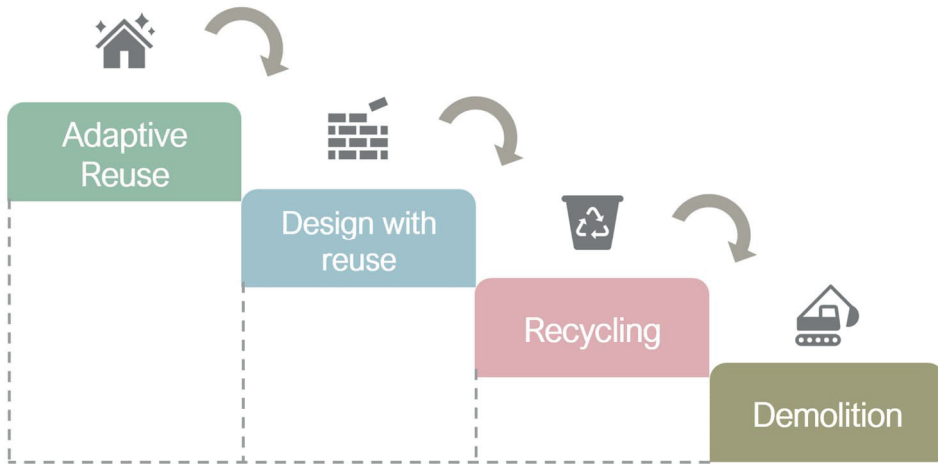 Adaptive
Reuse
Design with
reuse
Recycling
Demolition